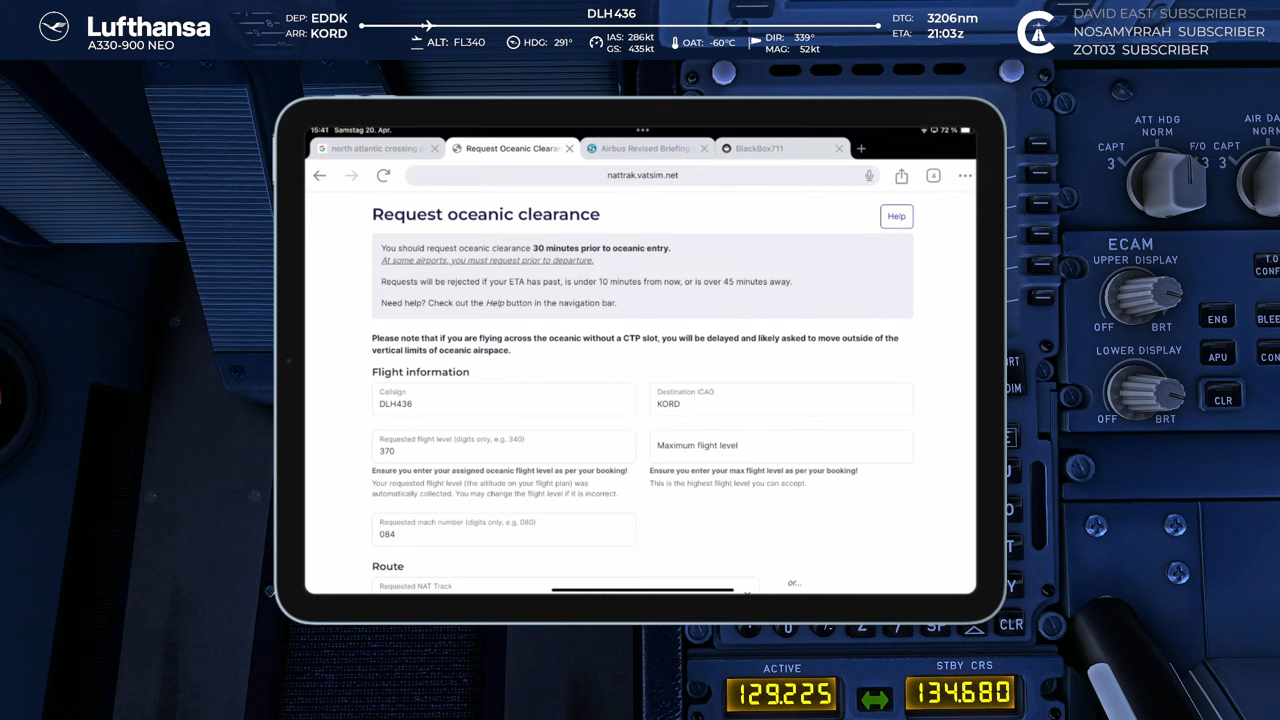 Lufthansa
A330-900 NEO
DEP: EDDK
ARR: KORD
DLH436
ALT: FL340
HDG: 291°
IAS: 286kt
GS: 435kt
OAT: -60°C
DIR: 339°
MAG: 52kt
DTG: 3206nm
ETA: 21:03z
DAVID EAST SUBSCRIBER
NOSAMYRRAH SUBSCRIBER
ZOT03 SUBSCRIBER
15:41 Samstag 20. Apr.
72 %
north atlantic crossing
Request Oceanic Cleara
Airbus Revised Briefing
BlackBox711
nattrak.vatsim.net
4
Request oceanic clearance
Help
You should request oceanic clearance 30 minutes prior to oceanic entry.
At some airports, you must request prior to departure.
Requests will be rejected if your ETA has past, is under 10 minutes from now, or is over 45 minutes away.
Need help? Check out the Help button in the navigation bar.
Please note that if you are flying across the oceanic without a CTP slot, you will be delayed and likely asked to move outside of the
vertical limits of oceanic airspace.
Flight information
Callsign
DLH436
Destination ICAO
KORD
Requested flight level (digits only, e.g. 340)
370
Maximum flight level
Ensure you enter your assigned oceanic flight level as per your booking!
Your requested flight level (the altitude on your flight plan) was
automatically collected. You may change the flight level if it is incorrect.
Ensure you enter your max flight level as per your booking!
This is the highest flight level you can accept.
Requested mach number (digits only, e.g. 080)
084
Route
Requested NAT Track
or...
ATT HDG
NORM
CAPT
3
F/O
CAPT
3
3
AIR DA
NORM
ECAM
UPPER DISPLAY
OFF
BRT
ENG
BLEE
T.O
CONF
LOWER DISPLAY
OFF
BRT
APU
CON
CLR
SP
CLR
ACTIVE
STBY CRS
129.225
134.680